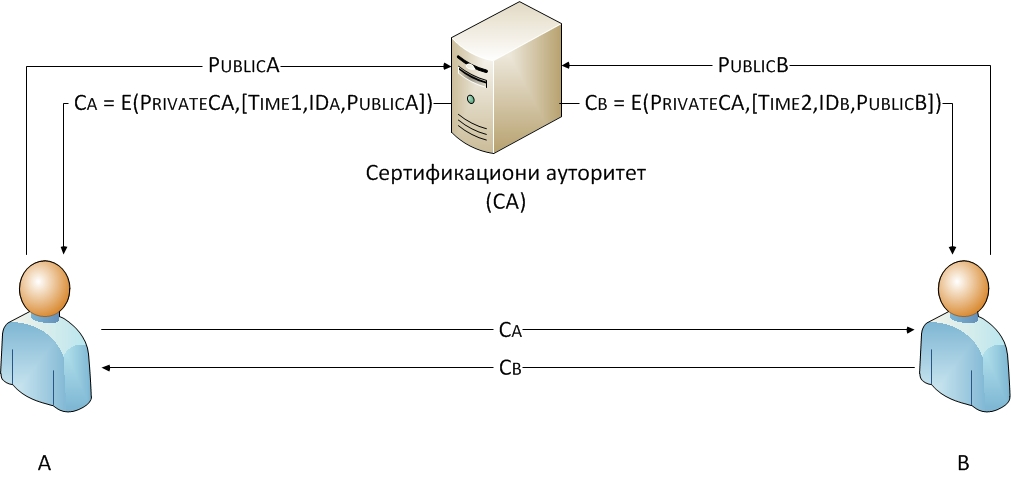 PUBLICA
PUBLICB
CA = E(PRIVATECA,[TIME1,IDA,PUBLICA])
CB = E(PRIVATECA,[TIME2,IDB,PUBLICB])
Сертификациони ауторитет
(CA)
CA
CB
A
B